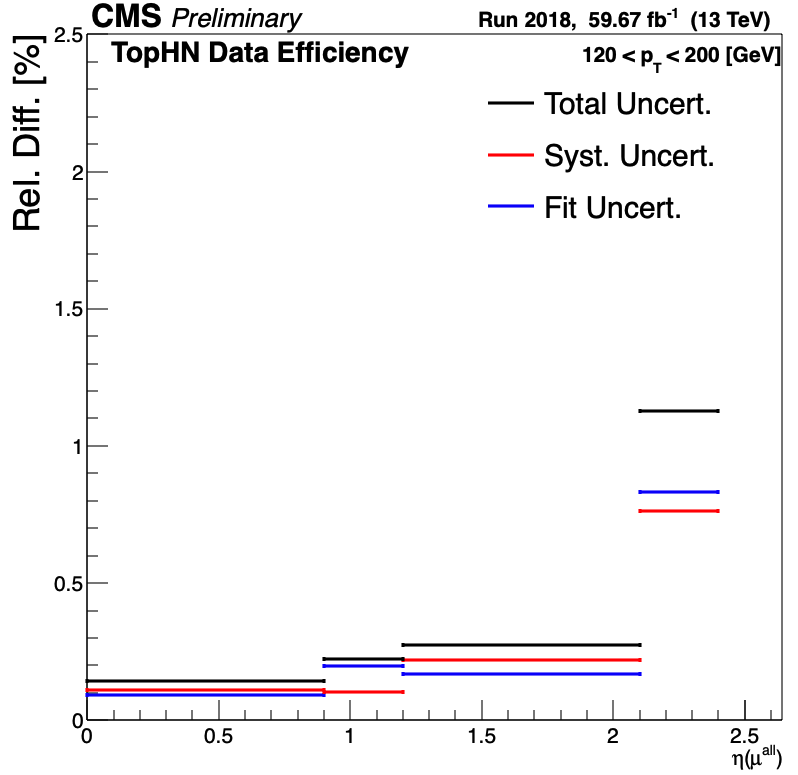 CMS Preliminary
Run 2018, 59.67 fb⁻¹ (13 TeV)
TopHN Data Efficiency
120 < p_T < 200 [GeV]
Total Uncert.
Syst. Uncert.
Fit Uncert.
Rel. Diff. [%]
2.5
2
1.5
1
0.5
0
0 0.5 1 1.5 2 2.5
η(μ^all)